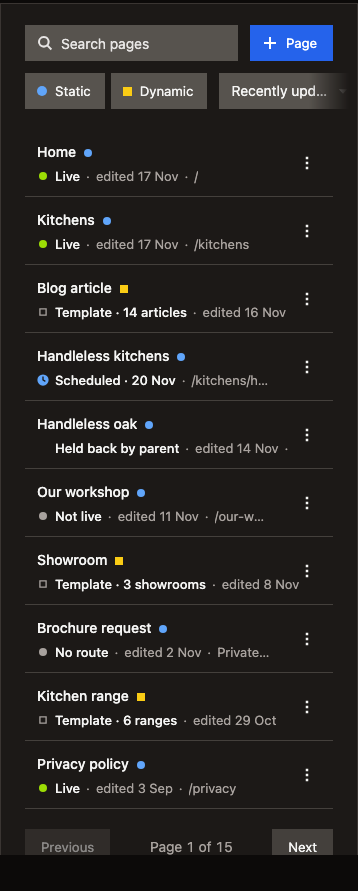 Search pages
Page
Static
Dynamic
Recently upd...
Home
Live · edited 17 Nov · /
Kitchens
Live · edited 17 Nov · /kitchens
Blog article
Template · 14 articles · edited 16 Nov
Handleless kitchens
Scheduled · 20 Nov · /kitchens/h...
Handleless oak
Held back by parent · edited 14 Nov ·
Our workshop
Not live · edited 11 Nov · /our-w...
Showroom
Template · 3 showrooms · edited 8 Nov
Brochure request
No route · edited 2 Nov · Private...
Kitchen range
Template · 6 ranges · edited 29 Oct
Privacy policy
Live · edited 3 Sep · /privacy
Previous
Page 1 of 15
Next